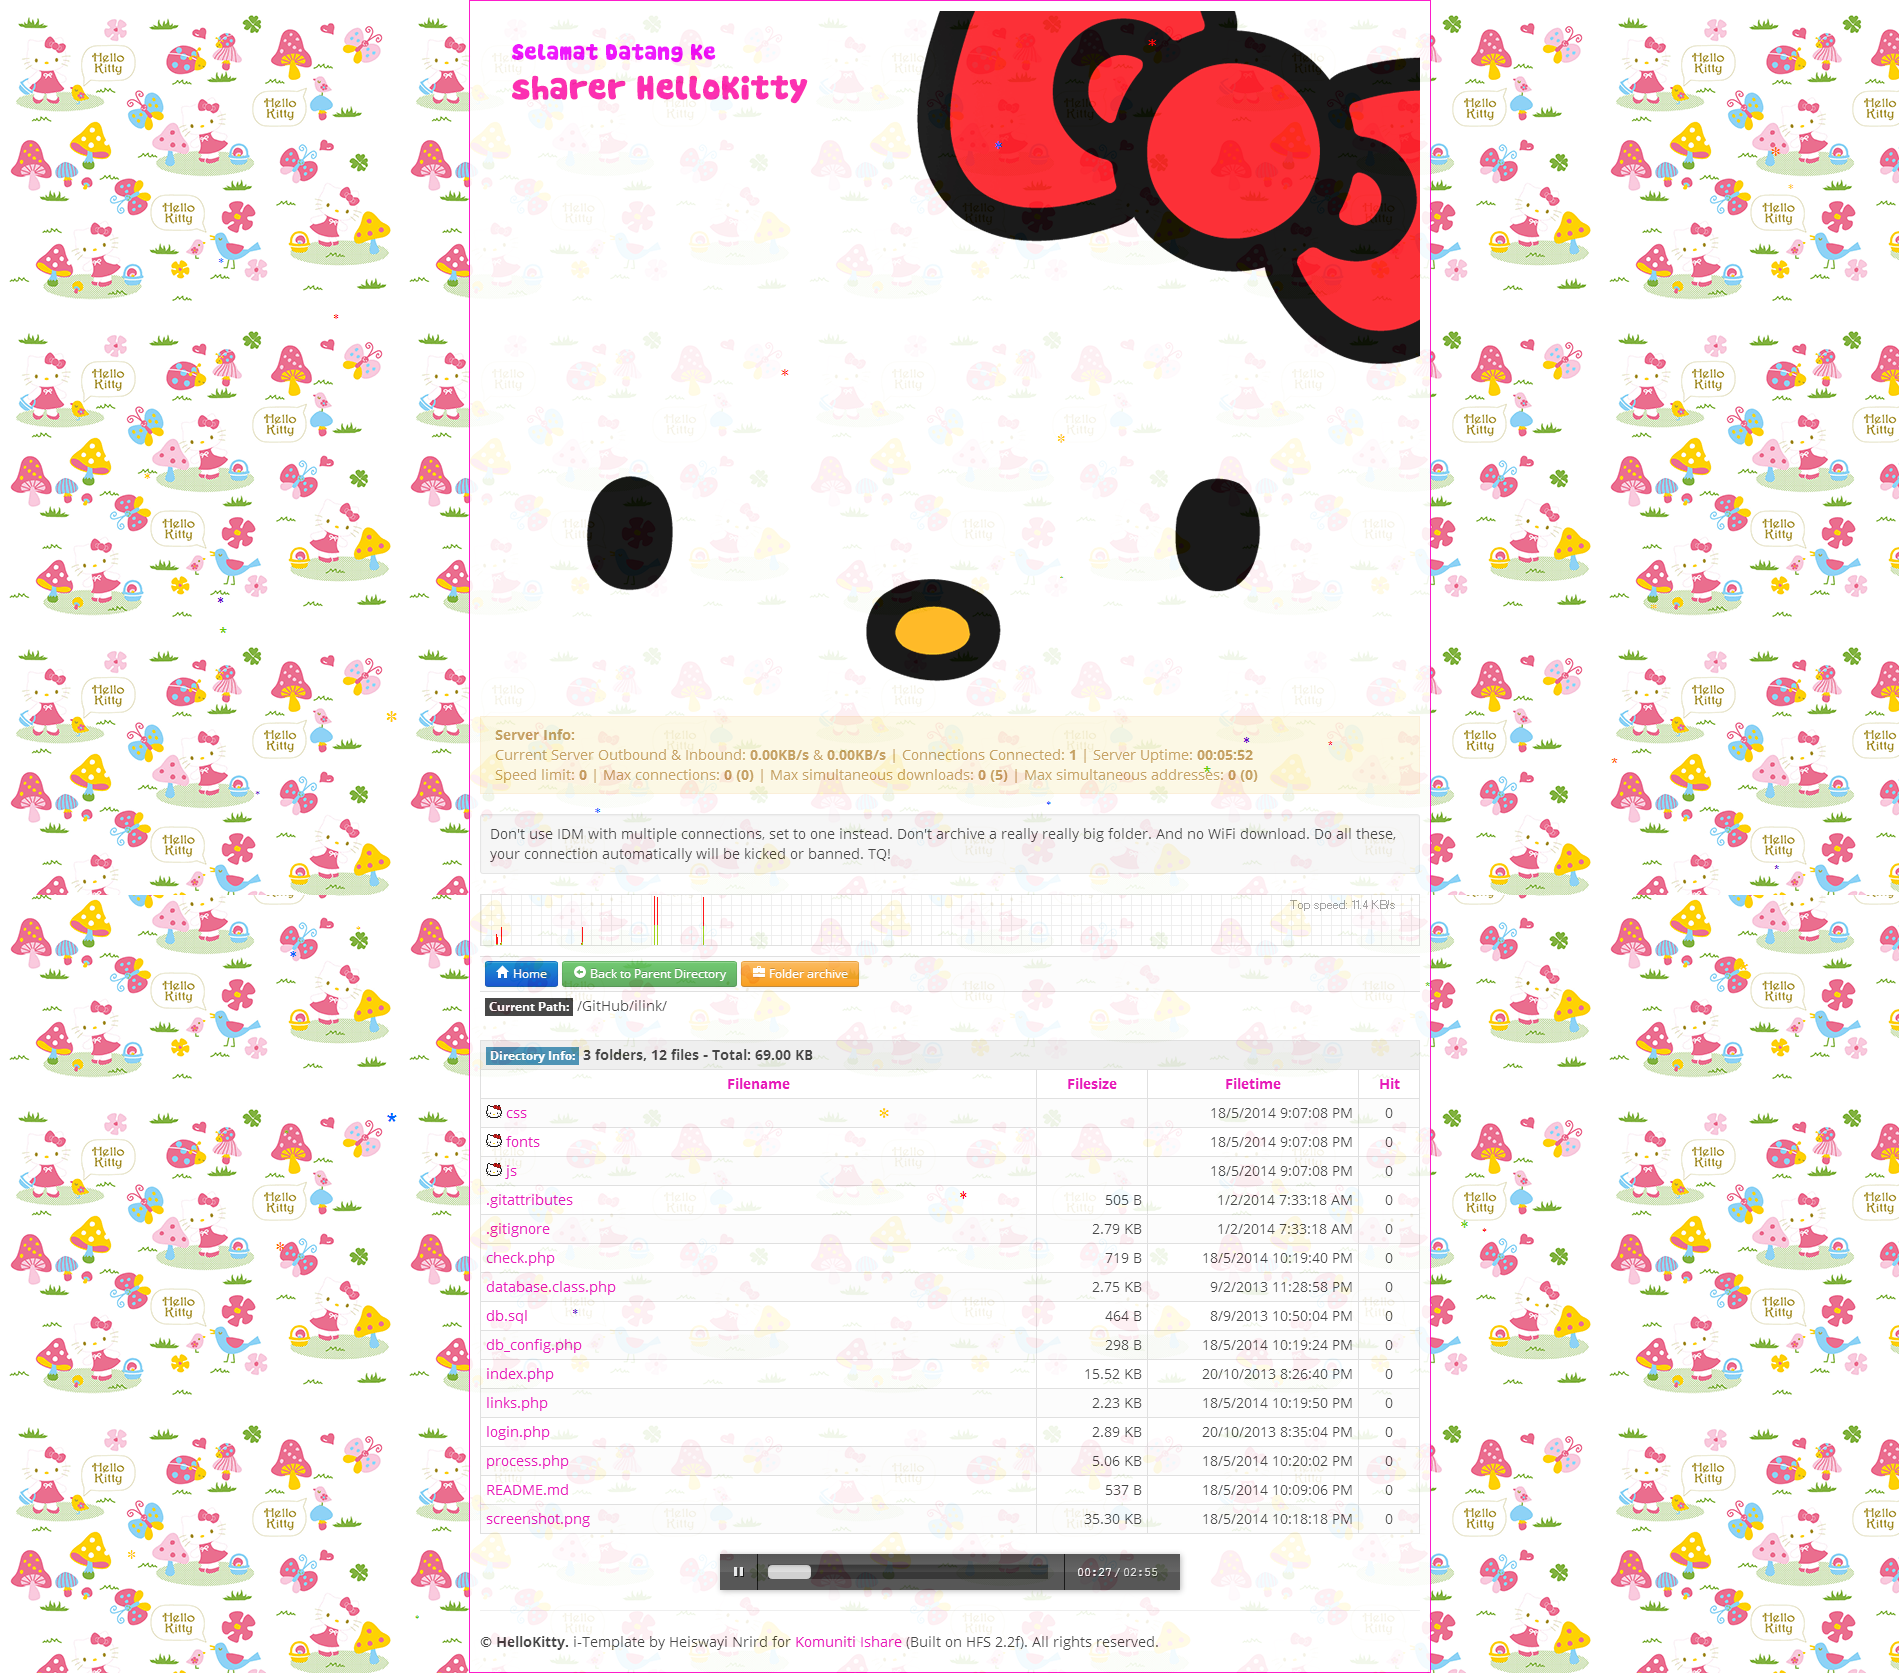 Selamat Datang Ke
sharer HelloKitty
Server Info:
Current Server Outbound & Inbound: 0.00KB/s & 0.00KB/s | Connections Connected: 1 | Server Uptime: 00:05:52
Speed limit: 0 | Max connections: 0 (0) | Max simultaneous downloads: 0 (5) | Max simultaneous addresses: 0 (0)
Don't use IDM with multiple connections, set to one instead. Don't archive a really really big folder. And no WiFi download. Do all these,
your connection automatically will be kicked or banned. TQ!
Top speed: 11.4 KB/s
Home Back to Parent Directory Folder archive
Current Path: /GitHub/ilink/
Directory Info: 3 folders, 12 files - Total: 69.00 KB
Filename Filesize Filetime Hit
css 18/5/2014 9:07:08 PM 0
fonts 18/5/2014 9:07:08 PM 0
js 18/5/2014 9:07:08 PM 0
.gitattributes 505 B 1/2/2014 7:33:18 AM 0
.gitignore 2.79 KB 1/2/2014 7:33:18 AM 0
check.php 719 B 18/5/2014 10:19:40 PM 0
database.class.php 2.75 KB 9/2/2013 11:28:58 PM 0
db.sql 464 B 8/9/2013 10:50:04 PM 0
db_config.php 298 B 18/5/2014 10:19:24 PM 0
index.php 15.52 KB 20/10/2013 8:26:40 PM 0
links.php 2.23 KB 18/5/2014 10:19:50 PM 0
login.php 2.89 KB 20/10/2013 8:35:04 PM 0
process.php 5.06 KB 18/5/2014 10:20:02 PM 0
README.md 537 B 18/5/2014 10:09:06 PM 0
screenshot.png 35.30 KB 18/5/2014 10:18:18 PM 0
00:27 / 02:55
© HelloKitty. i-Template by Heiswayi Nrird for Komuniti Ishare (Built on HFS 2.2f). All rights reserved.
Hello
Kitty